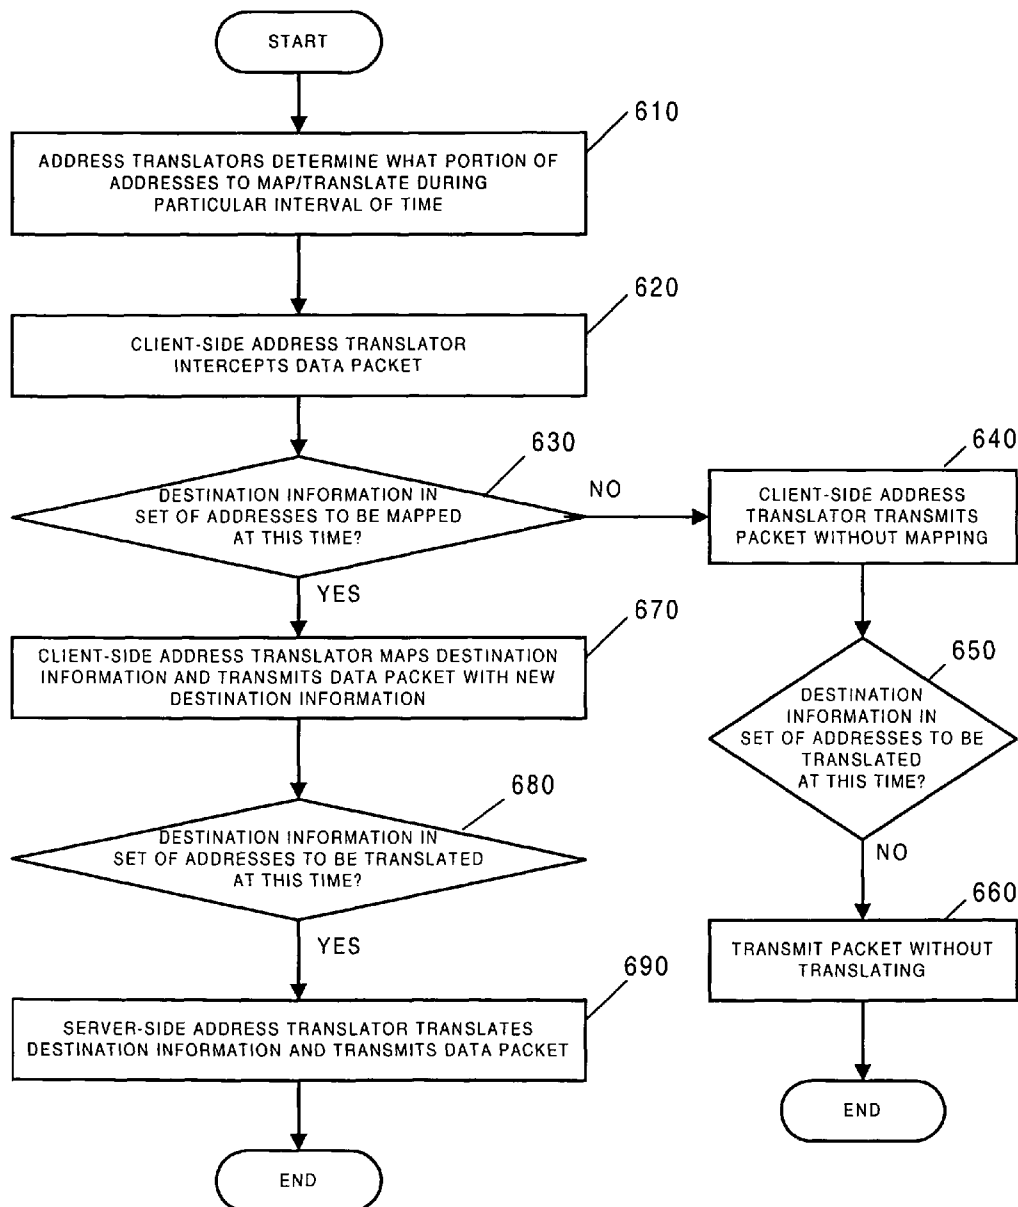 START
610
ADDRESS TRANSLATORS DETERMINE WHAT PORTION OF
ADDRESSES TO MAP/TRANSLATE DURING
PARTICULAR INTERVAL OF TIME
620
CLIENT-SIDE ADDRESS TRANSLATOR
INTERCEPTS DATA PACKET
630
DESTINATION INFORMATION IN
SET OF ADDRESSES TO BE MAPPED
AT THIS TIME?
NO
640
CLIENT-SIDE ADDRESS
TRANSLATOR TRANSMITS
PACKET WITHOUT MAPPING
YES
670
CLIENT-SIDE ADDRESS TRANSLATOR MAPS DESTINATION
INFORMATION AND TRANSMITS DATA PACKET WITH NEW
DESTINATION INFORMATION
650
DESTINATION
INFORMATION IN
SET OF ADDRESSES TO BE
TRANSLATED
AT THIS TIME?
NO
680
DESTINATION INFORMATION IN
SET OF ADDRESSES TO BE TRANSLATED
AT THIS TIME?
YES
660
TRANSMIT PACKET WITHOUT
TRANSLATING
690
SERVER-SIDE ADDRESS TRANSLATOR TRANSLATES
DESTINATION INFORMATION AND TRANSMITS DATA PACKET
END
END